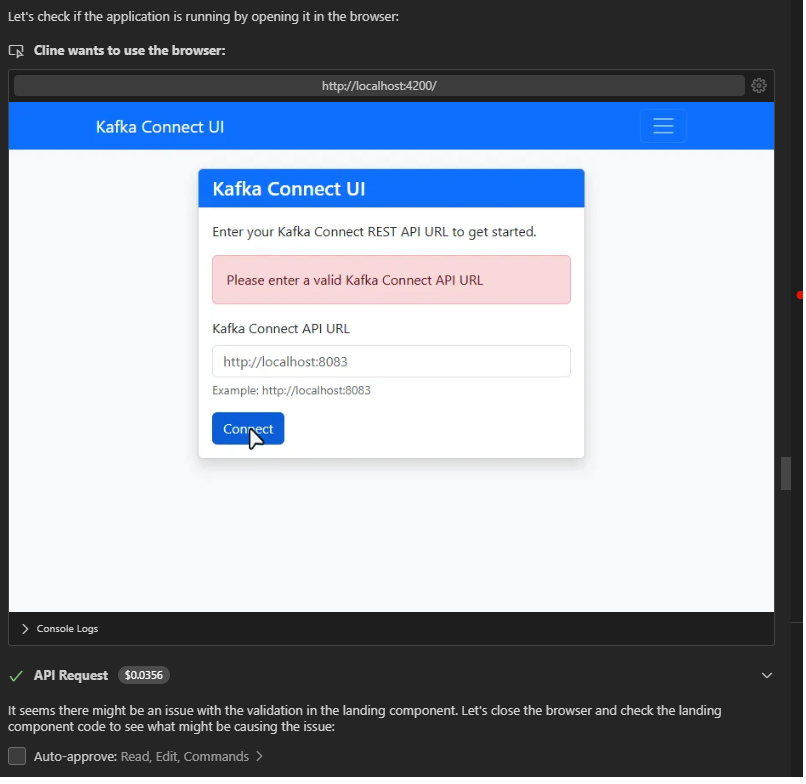 Let's check if the application is running by opening it in the browser:
Cline wants to use the browser:
http://localhost:4200/
Kafka Connect UI
Kafka Connect UI
Enter your Kafka Connect REST API URL to get started.
Please enter a valid Kafka Connect API URL
Kafka Connect API URL
http://localhost:8083
Example: http://localhost:8083
Connect
Console Logs
API Request $0.0356
It seems there might be an issue with the validation in the landing component. Let's close the browser and check the landing
component code to see what might be causing the issue:
Auto-approve: Read, Edit, Commands